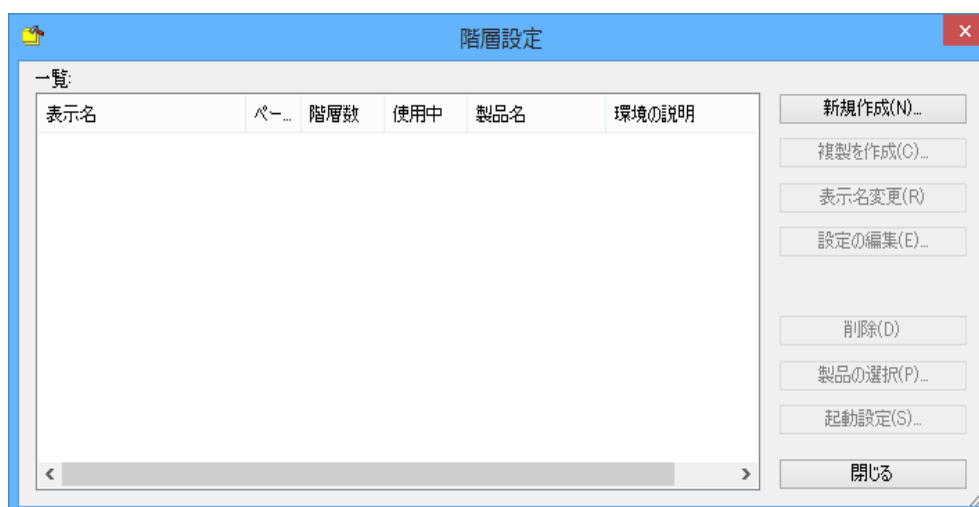 階層設定
一覧:
表示名 ペー... 階層数 使用中 製品名 環境の説明
新規作成(N)...
複製を作成(C)...
表示名変更(R)
設定の編集(E)...
削除(D)
製品の選択(P)...
起動設定(S)...
閉じる